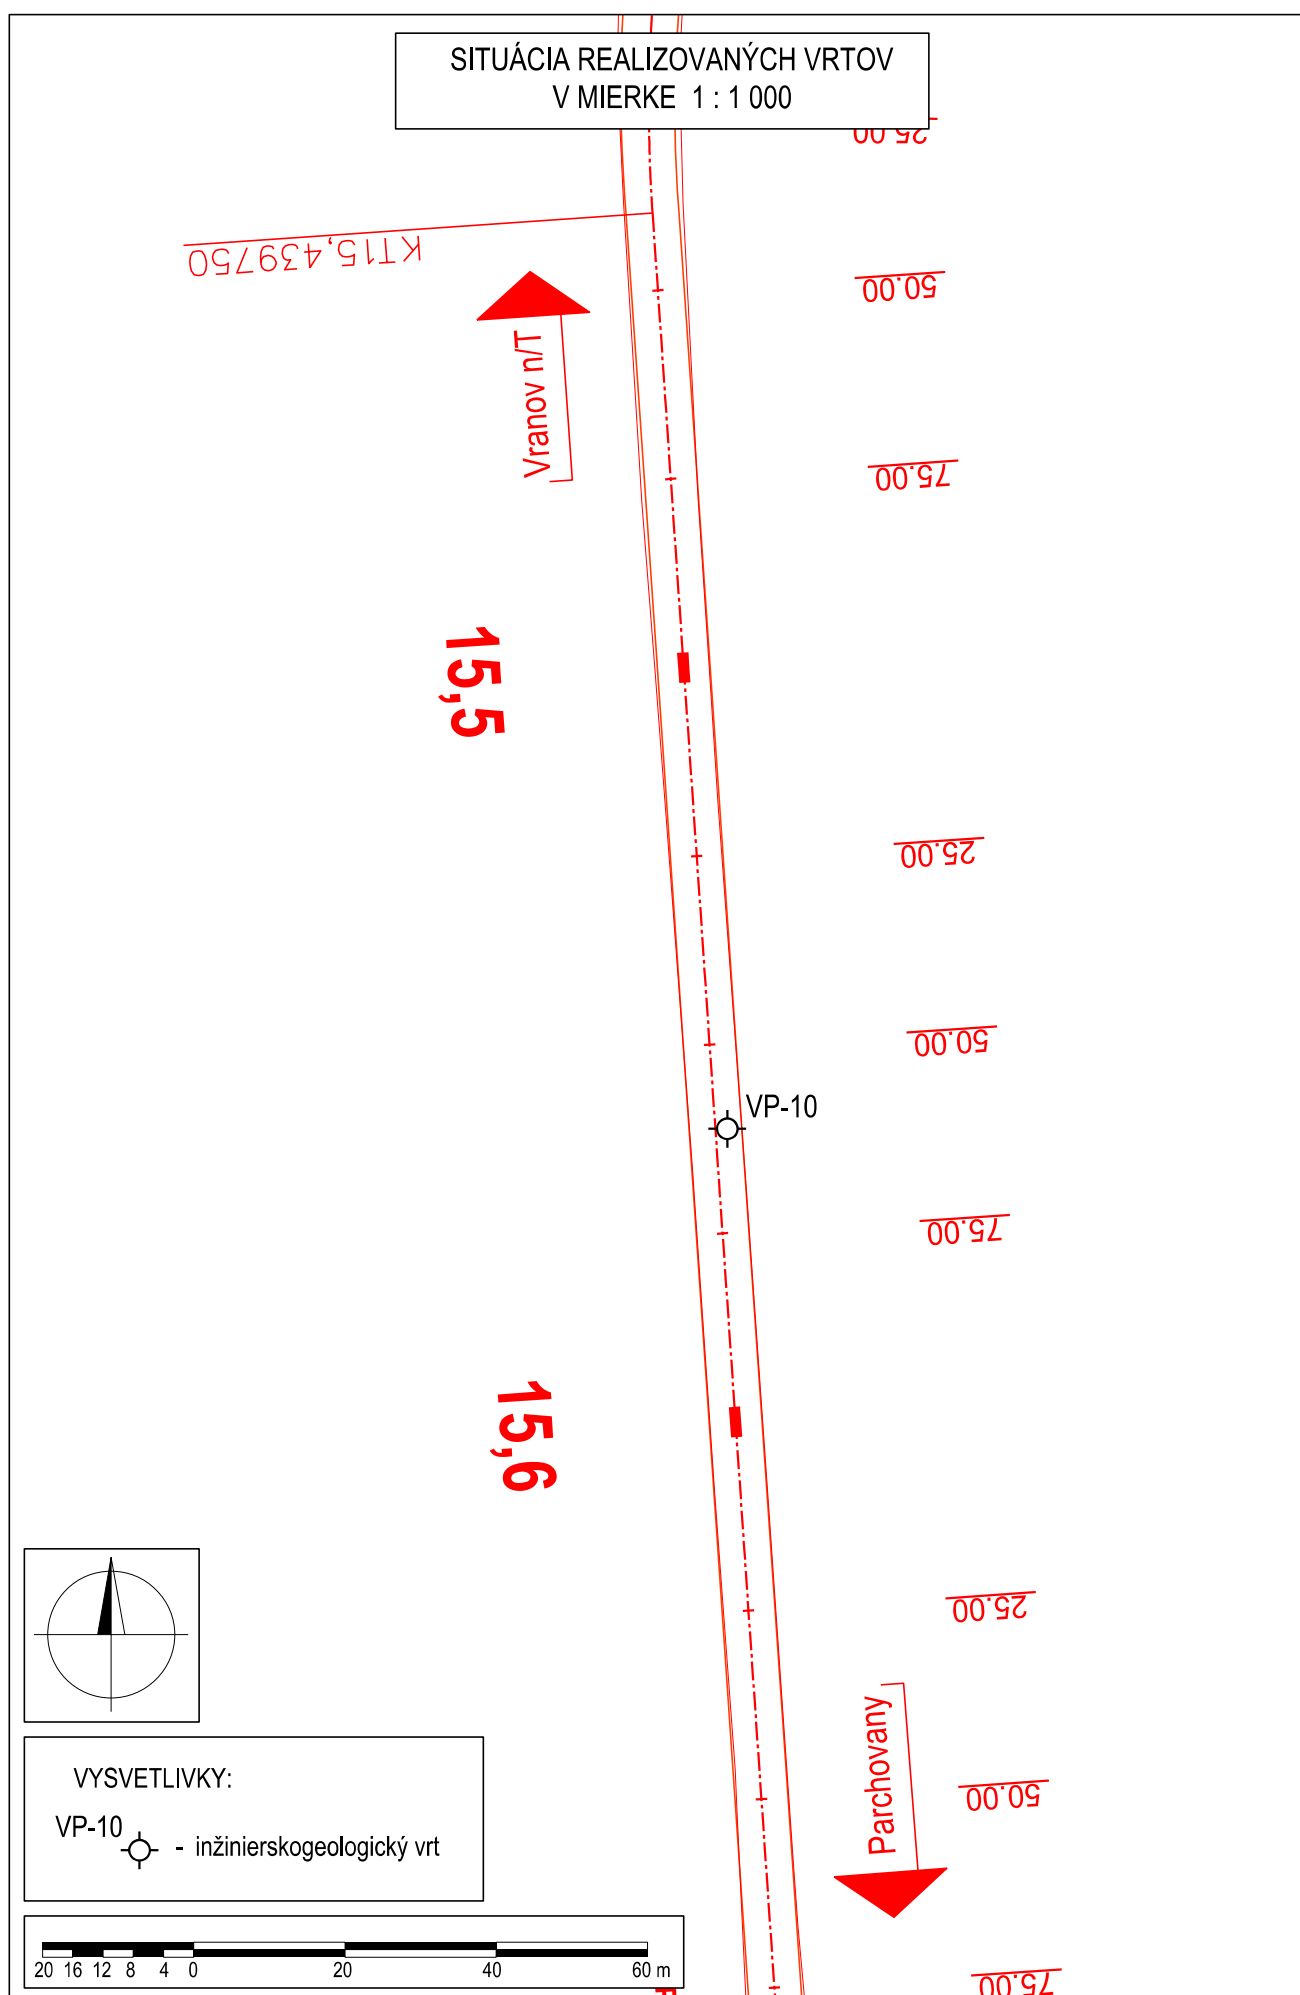 SITUÁCIA REALIZOVANÝCH VRTOV
V MIERKE 1 : 1 000
25.00
KT15,439750
50.00
Vranov n/T
75.00
15,5
25.00
50.00
VP-10
75.00
15,6
25.00
Parchovany
50.00
75.00
VYSVETLIVKY:
VP-10
- inžinierskogeologický vrt
20 16 12 8 4 0 20 40 60 m